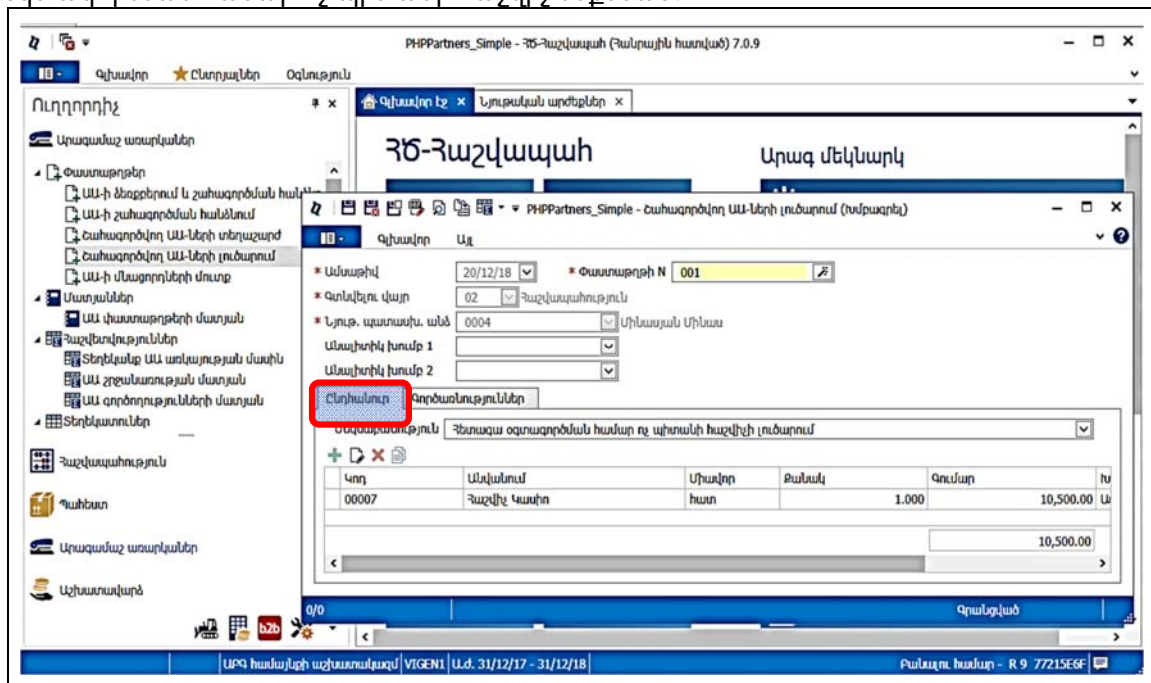 PHPPartners_Simple - ՀԾ-Հաշվապահ (Հանրային հատված) 7.0.9
Գլխավոր Ընտրյալներ Օգնություն
Ուղղորդիչ
Գլխավոր էջ Նյութական արժեքներ
Արագամաշ առարկաներ
ՀԾ-Հաշվապահ
Արագ մեկնարկ
Փաստաթղթեր
ԱԱ-ի ձեռքբերում և շահագործման
ԱԱ-ի շահագործման հանձնում
Շահագործվող ԱԱ-ների տեղաշարժ
Շահագործվող ԱԱ-ների լուծարում
ԱԱ-ի մնացորդների մուտք
Մատյաններ
ԱԱ փաստաթղթերի մատյան
Հաշվետվություններ
Տեղեկանք ԱԱ առկայության մասին
ԱԱ շրջանառության մատյան
ԱԱ գործողությունների մատյան
Տեղեկատուներ
Հաշվապահություն
Պահեստ
Արագամաշ առարկաներ
Աշխատավարձ
b2b
PHPPartners_Simple - Շահագործվող ԱԱ-ների լուծարում (Խմբագրել)
Գլխավոր Այլ
* Ամսաթիվ 20/12/18 * Փաստաթղթի N 001
* Գտնվելու վայր 02 Հաշվապահություն
* Նյութ. պատասխ. անձ 0004 Մինասյան Մինաս
Անալիտիկ խումբ 1
Անալիտիկ խումբ 2
Ընդհանուր Գործառնություններ
Մեկնաբանություն Հետագա օգտագործման համար ոչ պիտանի հաշվիչի լուծարում
Կոդ Անվանում Միավոր Քանակ Գումար
00007 Հաշվիչ Կասիո հատ 1.000 10,500.00
10,500.00
0/0 Գրանցված
ԱՊԳ համայնքի աշխատակազմ VIGEN1 Ա.ժ. 31/12/17 - 31/12/18 Բանալու համար - R 9 77215E6F